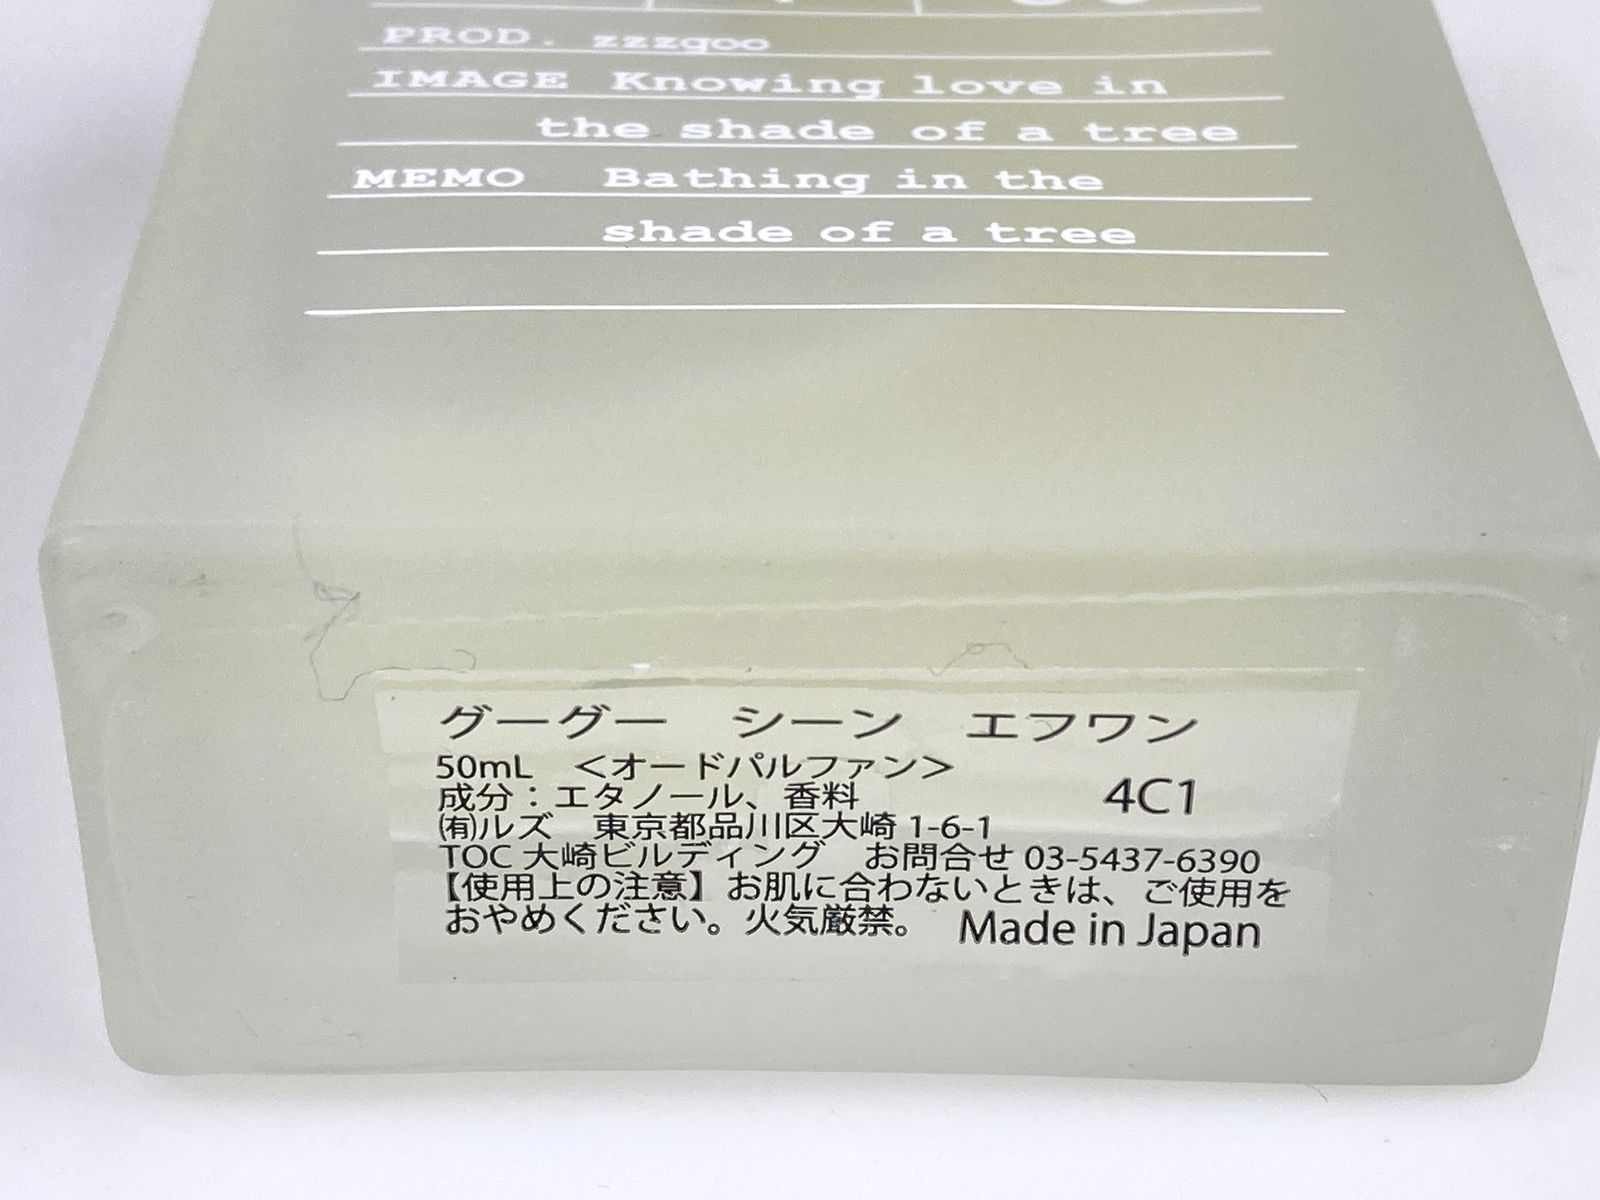 PROD. zzzgoo
IMAGE Knowing love in
the shade of a tree
MEMO Bathing in the
shade of a tree
グーグー　シーン　エフワン
50mL　＜オードパルファン＞
成分：エタノール、香料
4C1
㈲ルズ　東京都品川区大崎 1-6-1
TOC 大崎ビルディング　お問合せ 03-5437-6390
【使用上の注意】お肌に合わないときは、ご使用を
おやめください。火気厳禁。 Made in Japan